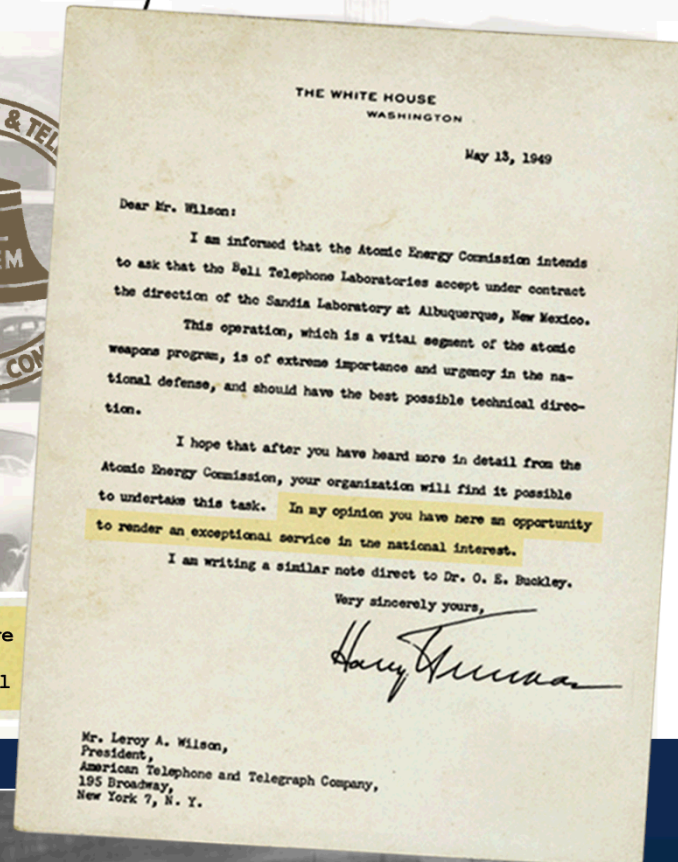 & TEL
EM
CON
THE WHITE HOUSE
WASHINGTON
May 13, 1949
Dear Mr. Wilson:
I am informed that the Atomic Energy Commission intends
to ask that the Bell Telephone Laboratories accept under contract
the direction of the Sandia Laboratory at Albuquerque, New Mexico.
This operation, which is a vital segment of the atomic
weapons program, is of extreme importance and urgency in the na-
tional defense, and should have the best possible technical direc-
tion.
I hope that after you have heard more in detail from the
Atomic Energy Commission, your organization will find it possible
to undertake this task. In my opinion you have here an opportunity
to render an exceptional service in the national interest.
I am writing a similar note direct to Dr. O. E. Buckley.
Very sincerely yours,
Harry Truman
Mr. Leroy A. Wilson,
President,
American Telephone and Telegraph Company,
195 Broadway,
New York 7, N. Y.